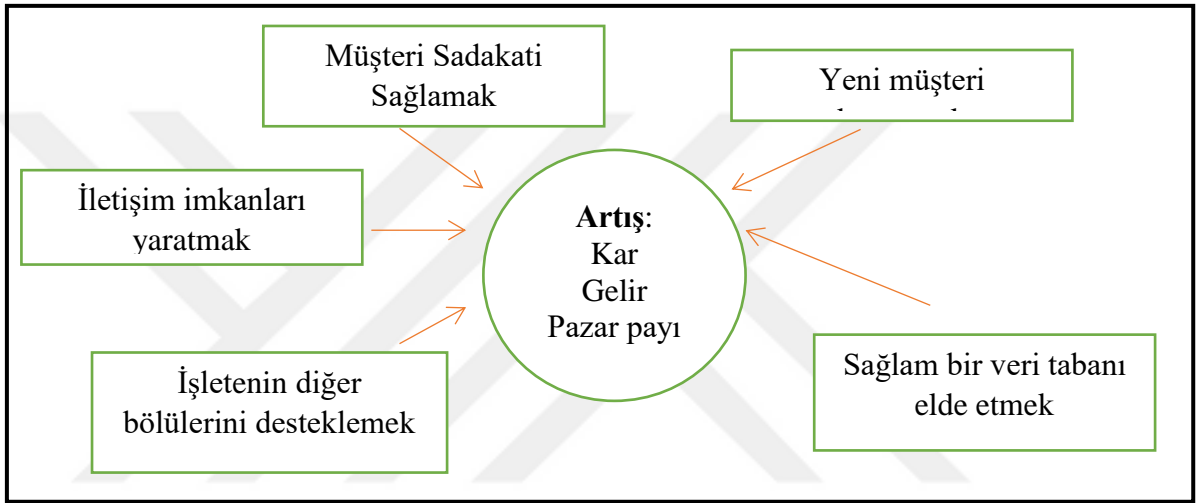 Müşteri Sadakati
Sağlamak
Yeni müşteri
İletişim imkanları
yaratmak
Artış:
Kar
Gelir
Pazar payı
İşletenin diğer
bölülerini desteklemek
Sağlam bir veri tabanı
elde etmek